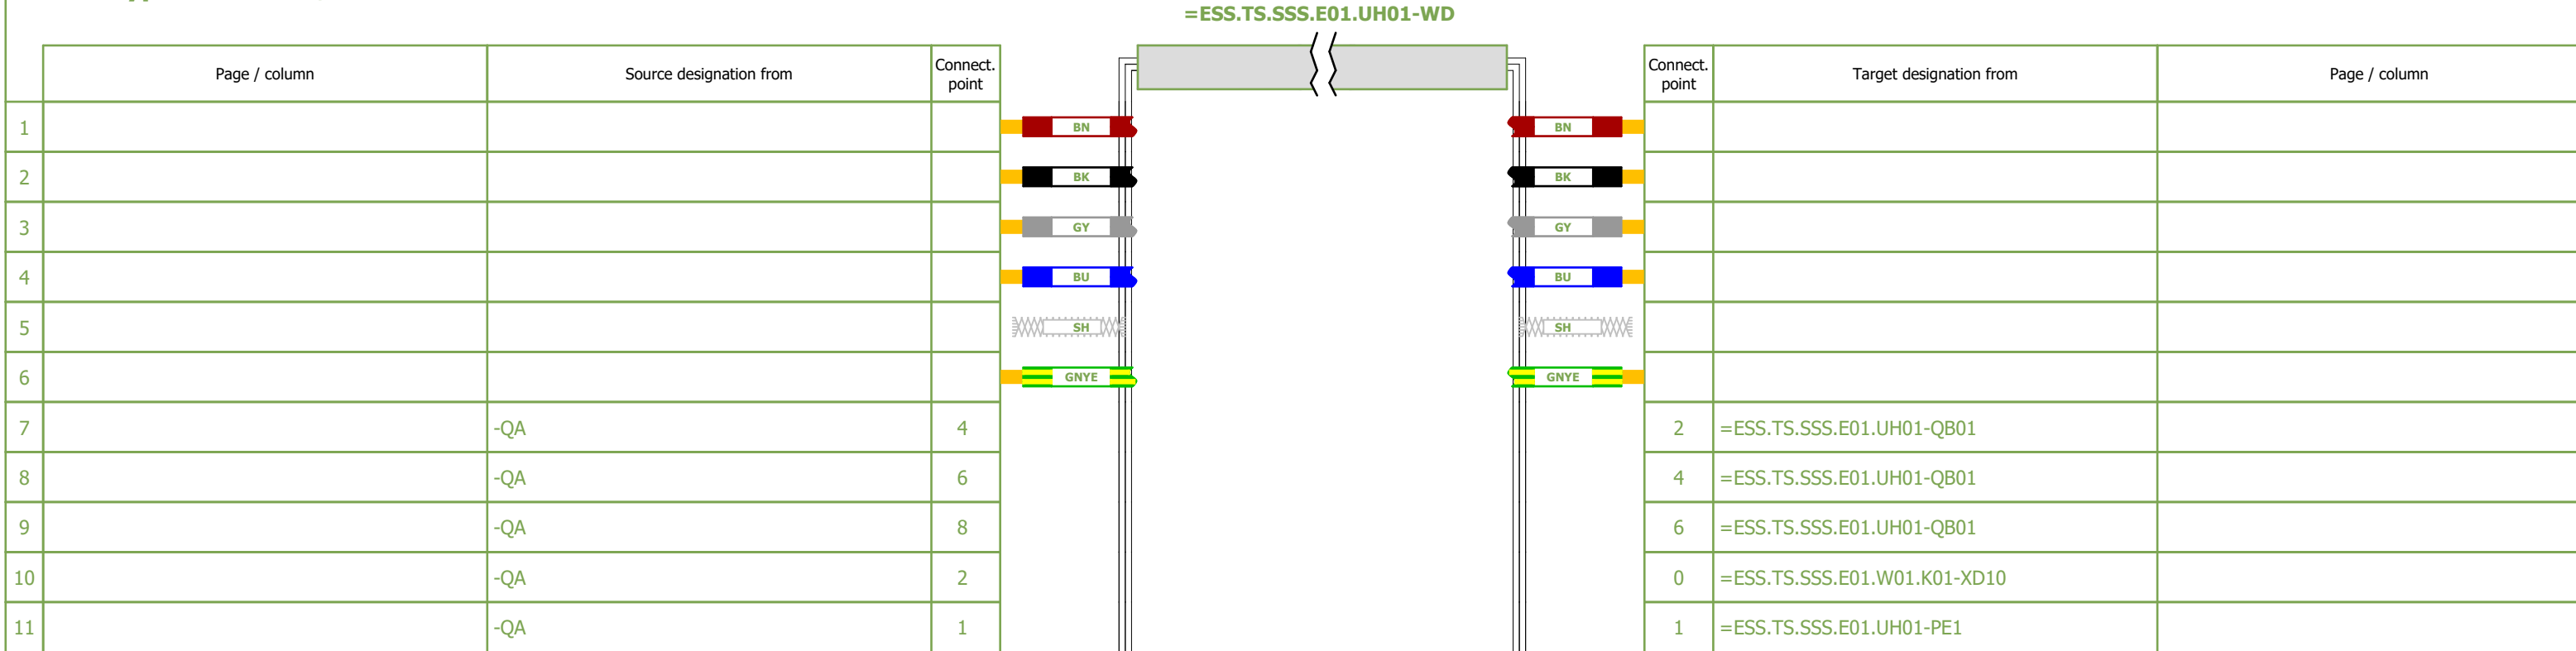 =ESS.TS.SSS.E01.UH01-WD
Page / column Source designation from Connect. point Connect. point Target designation from Page / column
1 BN BN
2 BK BK
3 GY GY
4 BU BU
5 SH SH
6 GNYE GNYE
7 -QA 4 2 =ESS.TS.SSS.E01.UH01-QB01
8 -QA 6 4 =ESS.TS.SSS.E01.UH01-QB01
9 -QA 8 6 =ESS.TS.SSS.E01.UH01-QB01
10 -QA 2 0 =ESS.TS.SSS.E01.W01.K01-XD10
11 -QA 1 1 =ESS.TS.SSS.E01.UH01-PE1